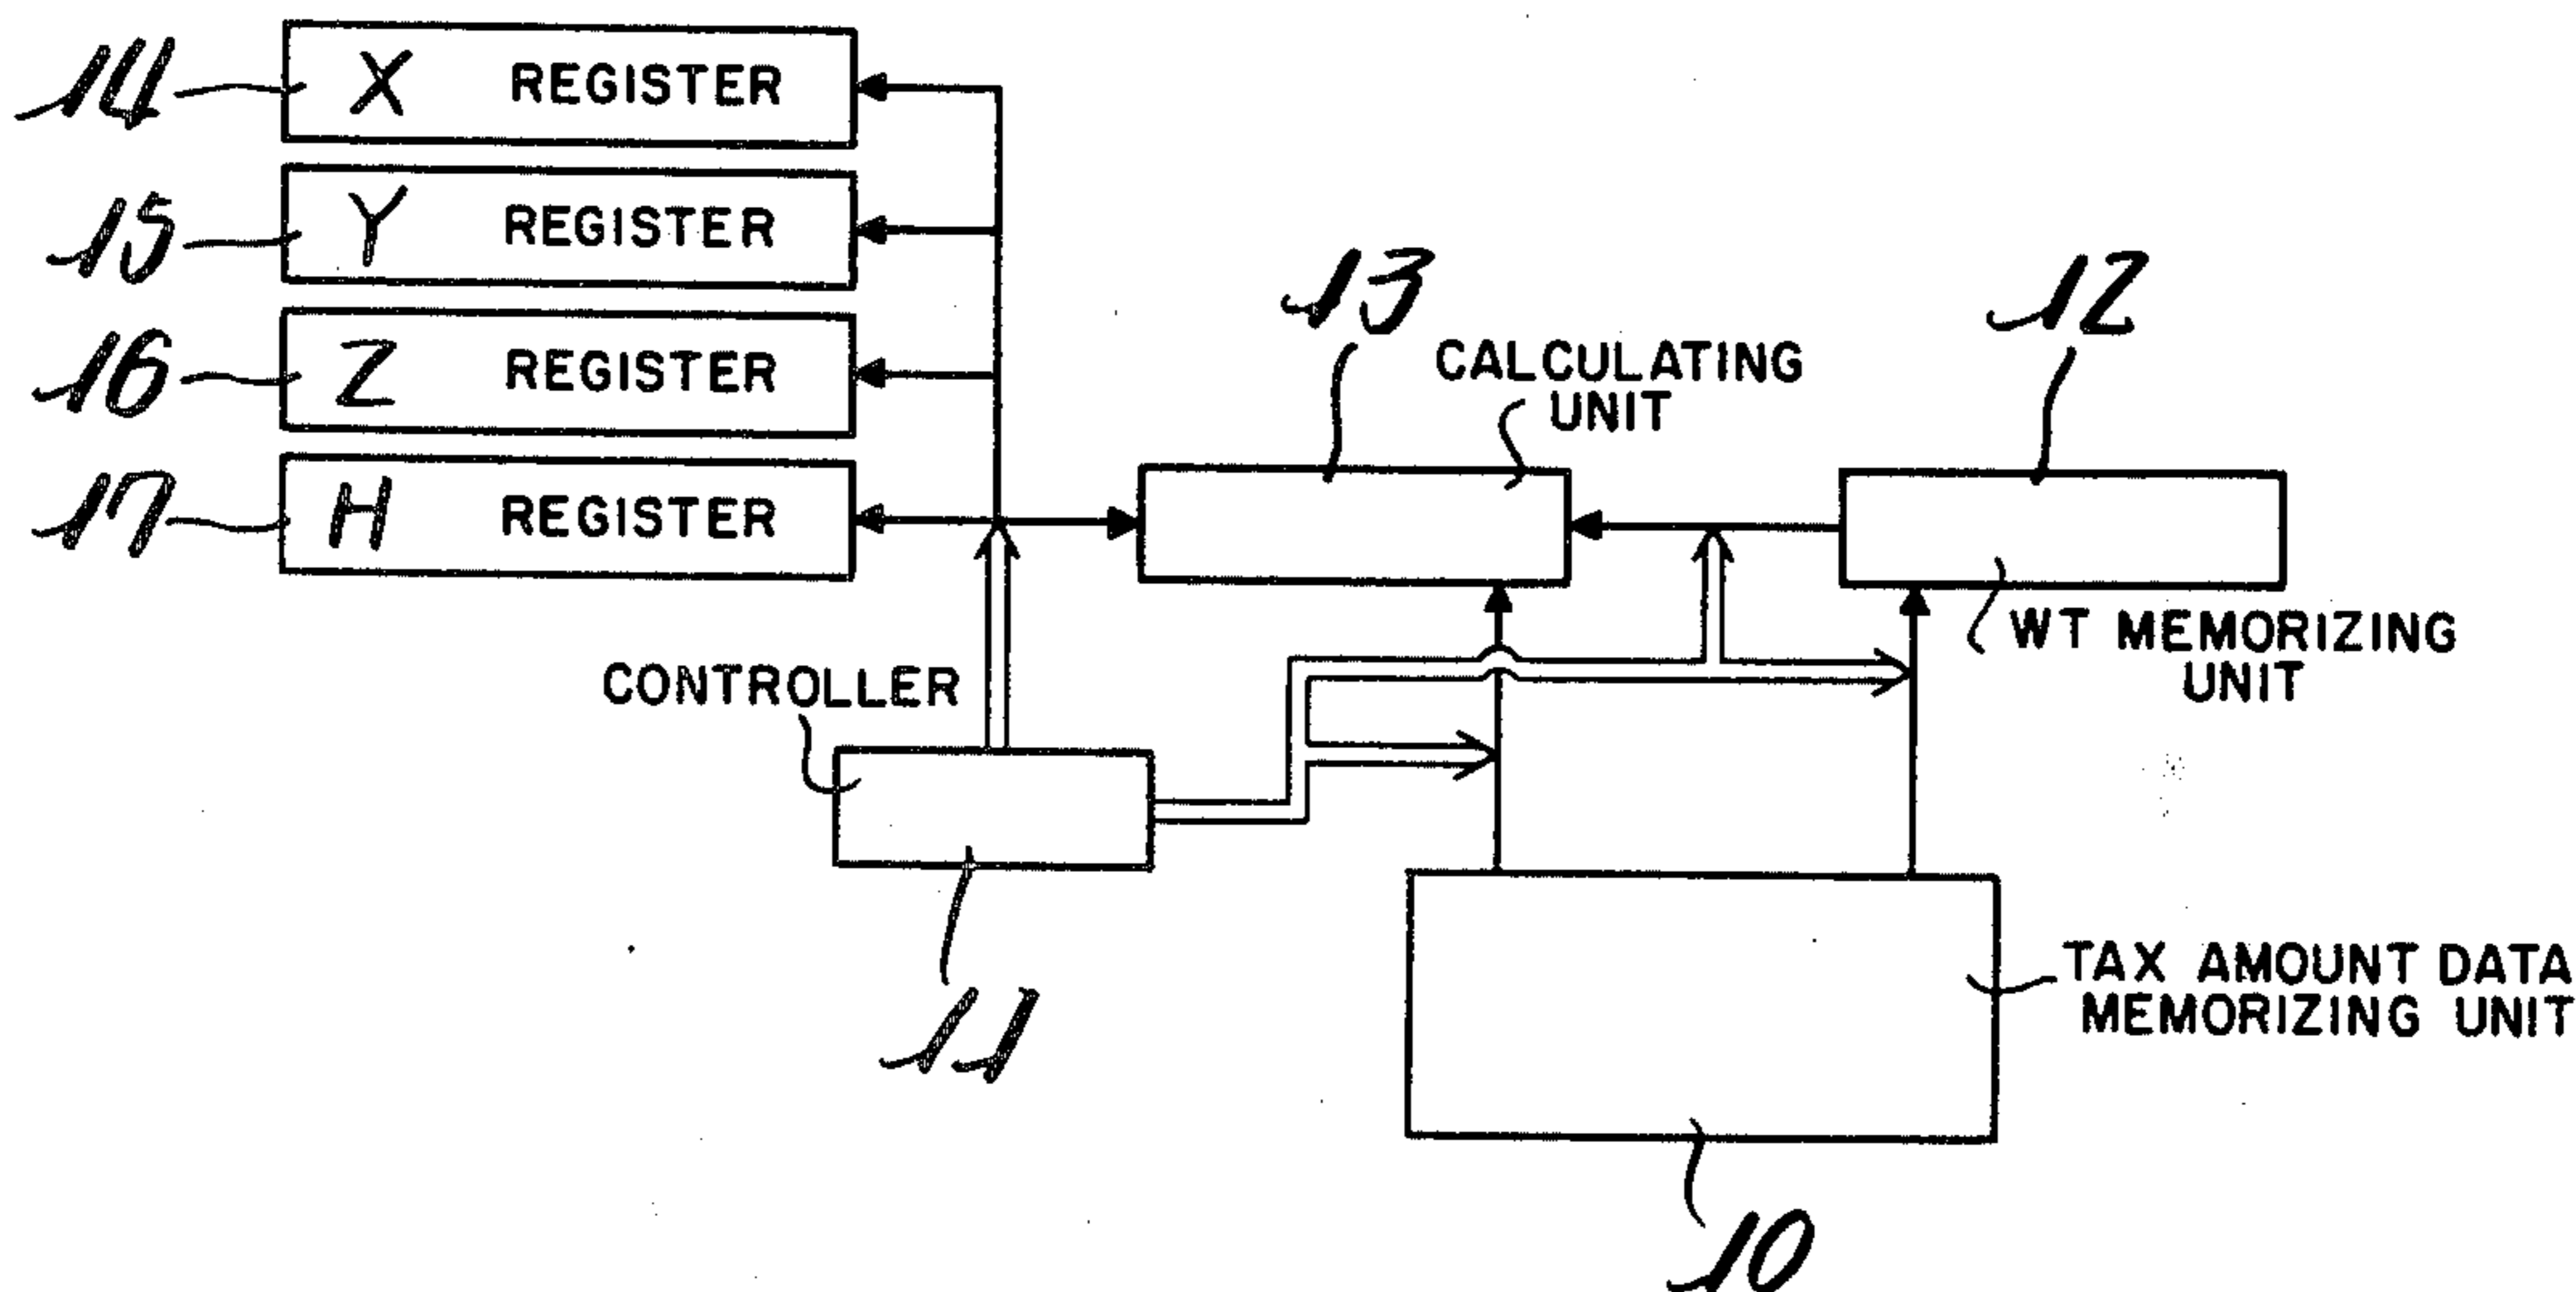 14 X REGISTER
15 Y REGISTER
16 Z REGISTER
17 H REGISTER
13
CALCULATING
UNIT
12
WT MEMORIZING
UNIT
CONTROLLER
11
TAX AMOUNT DATA
MEMORIZING UNIT
10